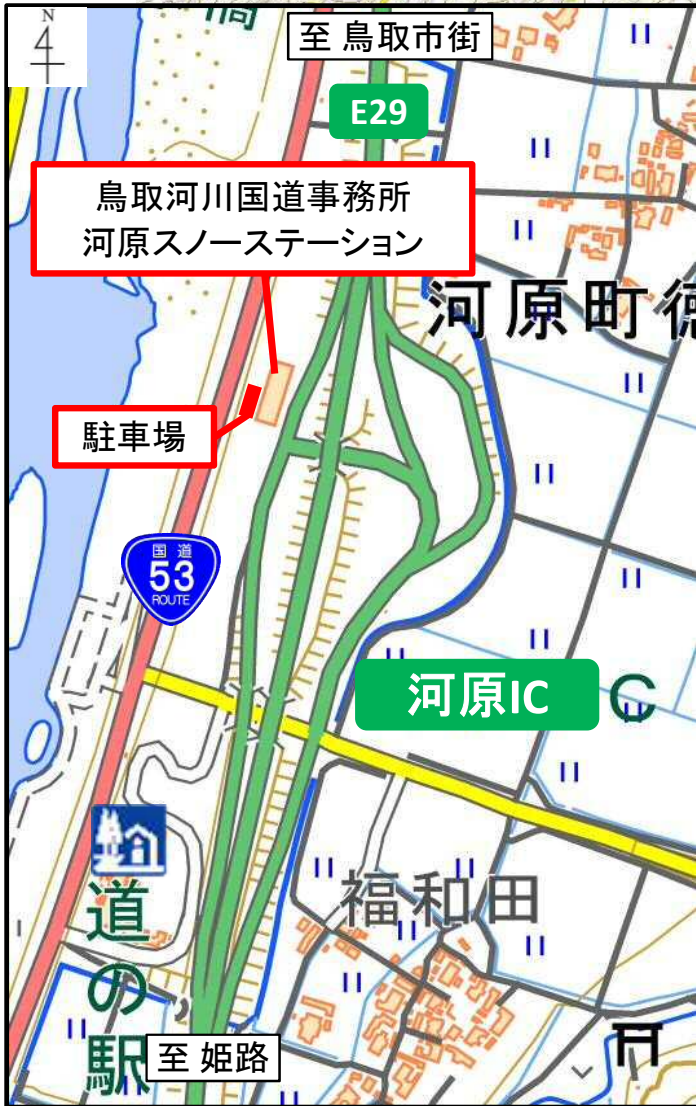 N
至 鳥取市街
E29
鳥取河川国道事務所
河原スノーステーション
河原町徳
駐車場
国道
53
ROUTE
河原IC
C
福和田
道の駅
至 姫路